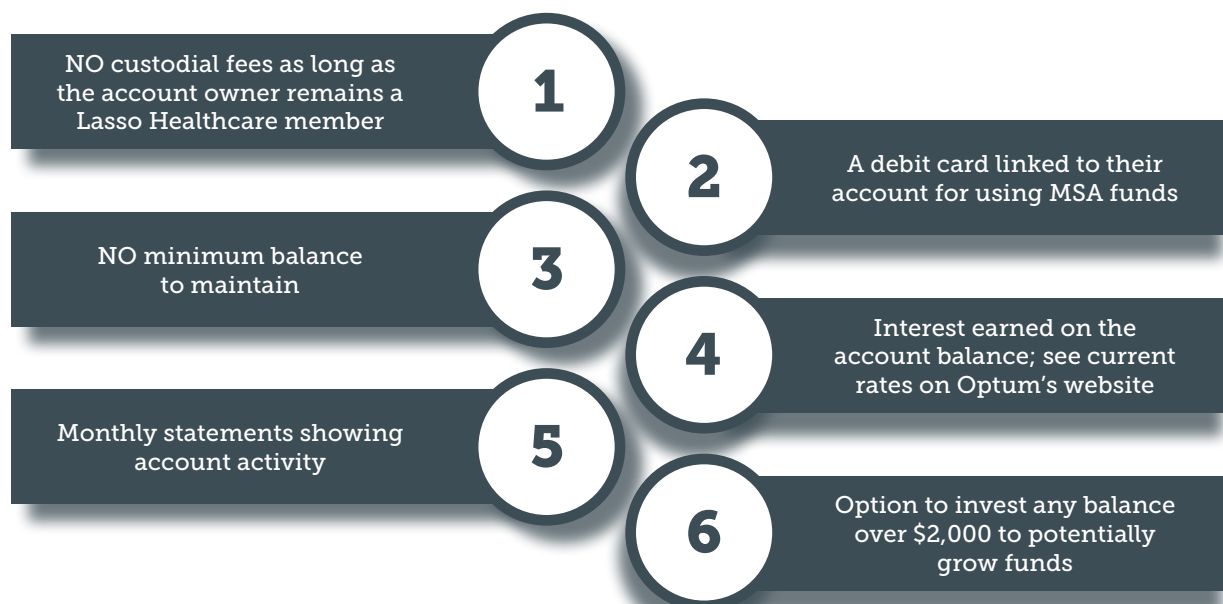 NO custodial fees as long as
the account owner remains a
Lasso Healthcare member
1
2
A debit card linked to their
account for using MSA funds
NO minimum balance
to maintain
3
4
Interest earned on the
account balance; see current
rates on Optum’s website
Monthly statements showing
account activity
5
6
Option to invest any balance
over $2,000 to potentially
grow funds